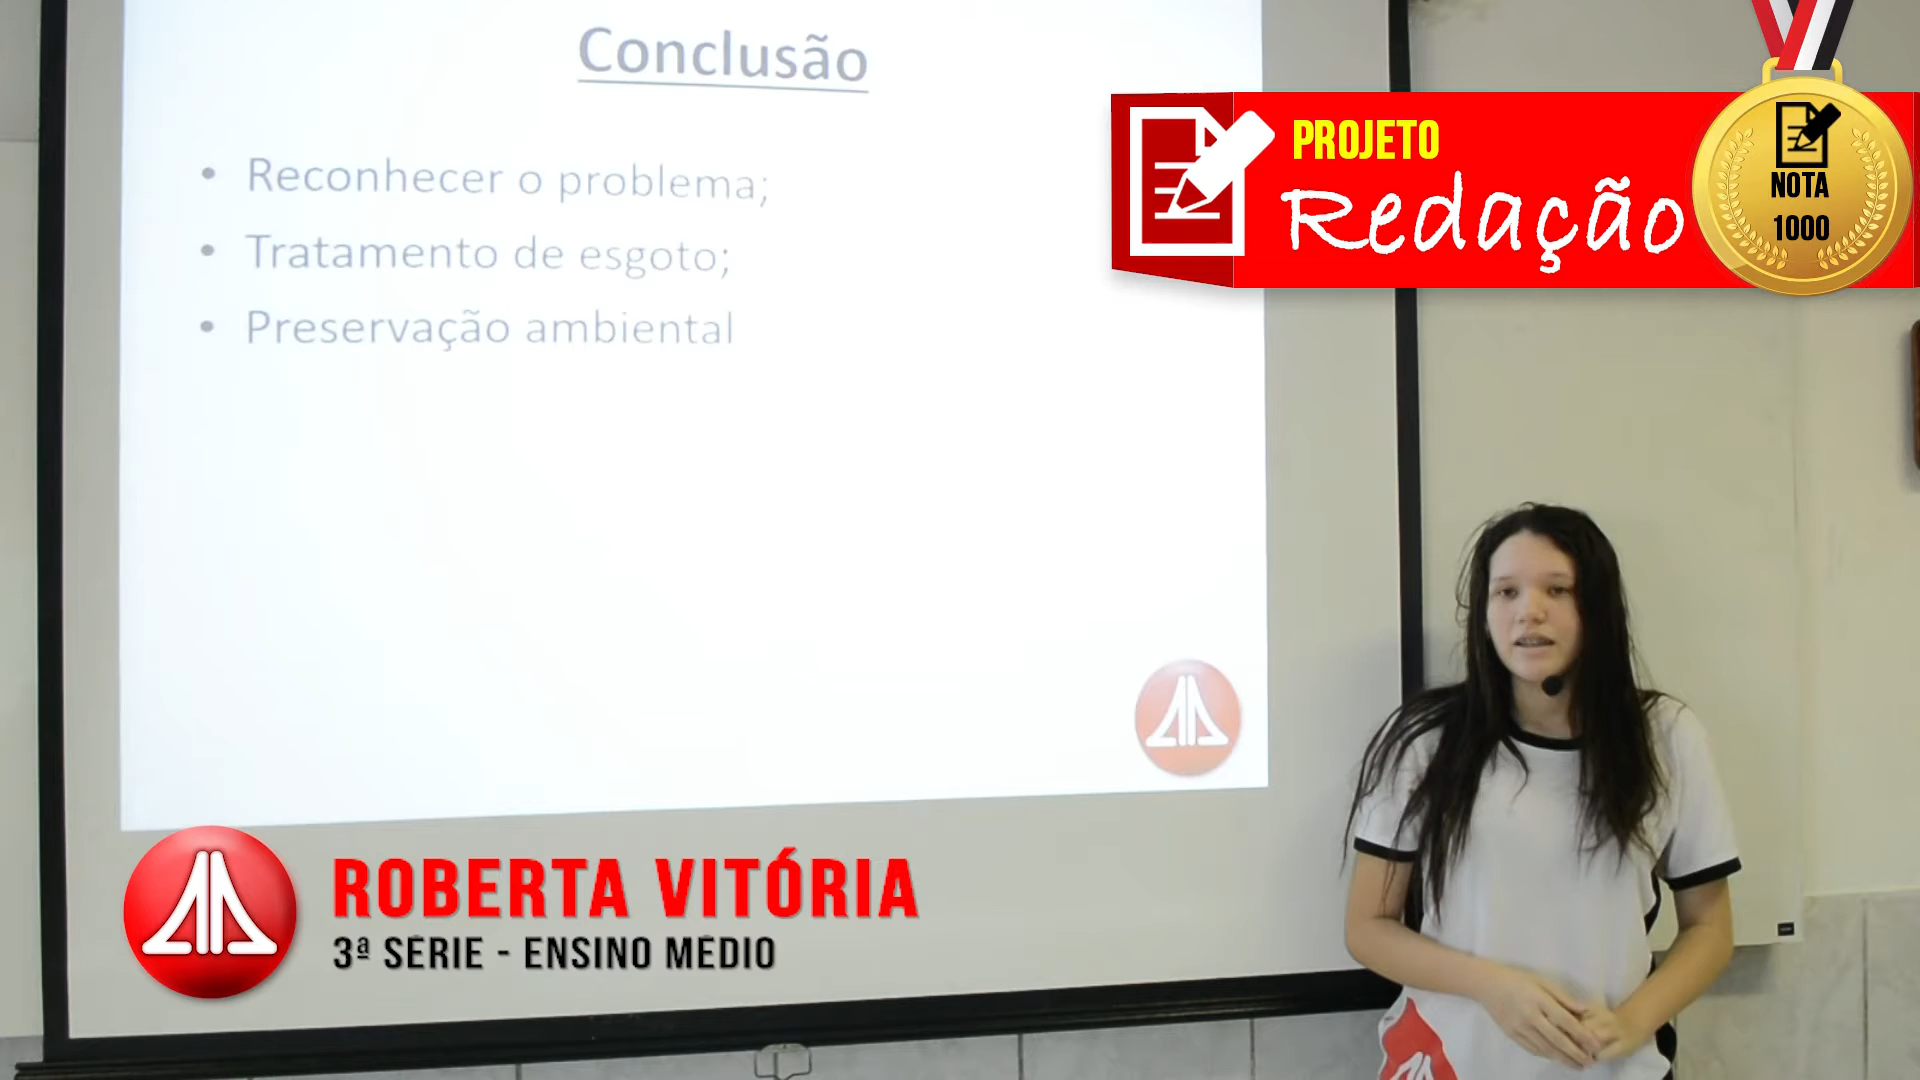 Conclusão
• Reconhecer o problema;
• Tratamento de esgoto;
• Preservação ambiental
PROJETO
Redação
NOTA
1000
ROBERTA VITÓRIA
3ª SÉRIE - ENSINO MÉDIO